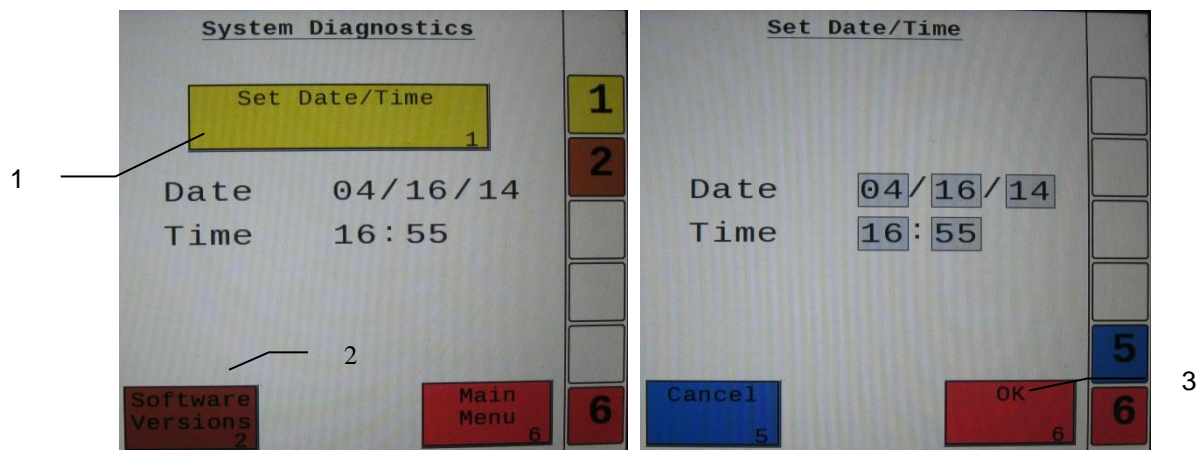 System Diagnostics
Set Date/Time
1
1
2
1
Date 04/16/14
Time 16:55
2
Software
Versions
2
Main
Menu
6
6
Set Date/Time
Date 04/16/14
Time 16:55
5
Cancel
5
OK
6
6
3